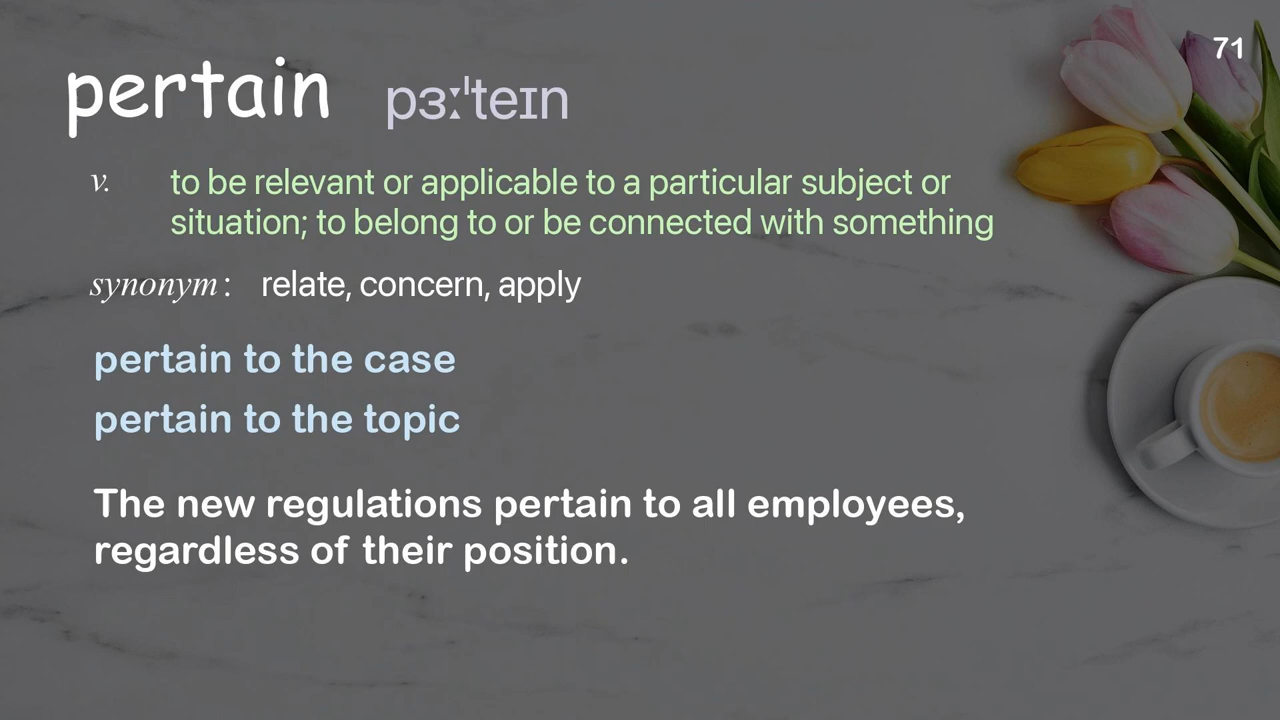 71
pertain pɜːˈteɪn
v. to be relevant or applicable to a particular subject or
situation; to belong to or be connected with something
synonym: relate, concern, apply
pertain to the case
pertain to the topic
The new regulations pertain to all employees,
regardless of their position.